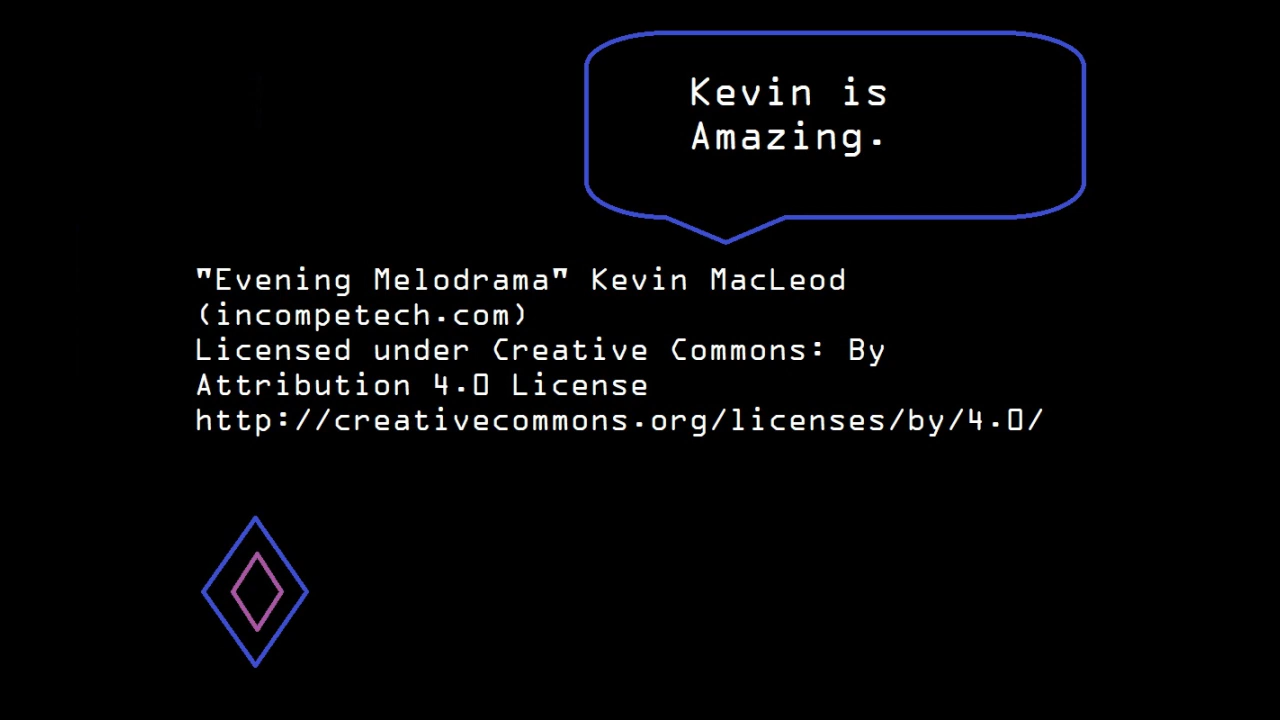 Kevin is
Amazing.
"Evening Melodrama" Kevin MacLeod
(incompetech.com)
Licensed under Creative Commons: By
Attribution 4.0 License
http://creativecommons.org/licenses/by/4.0/